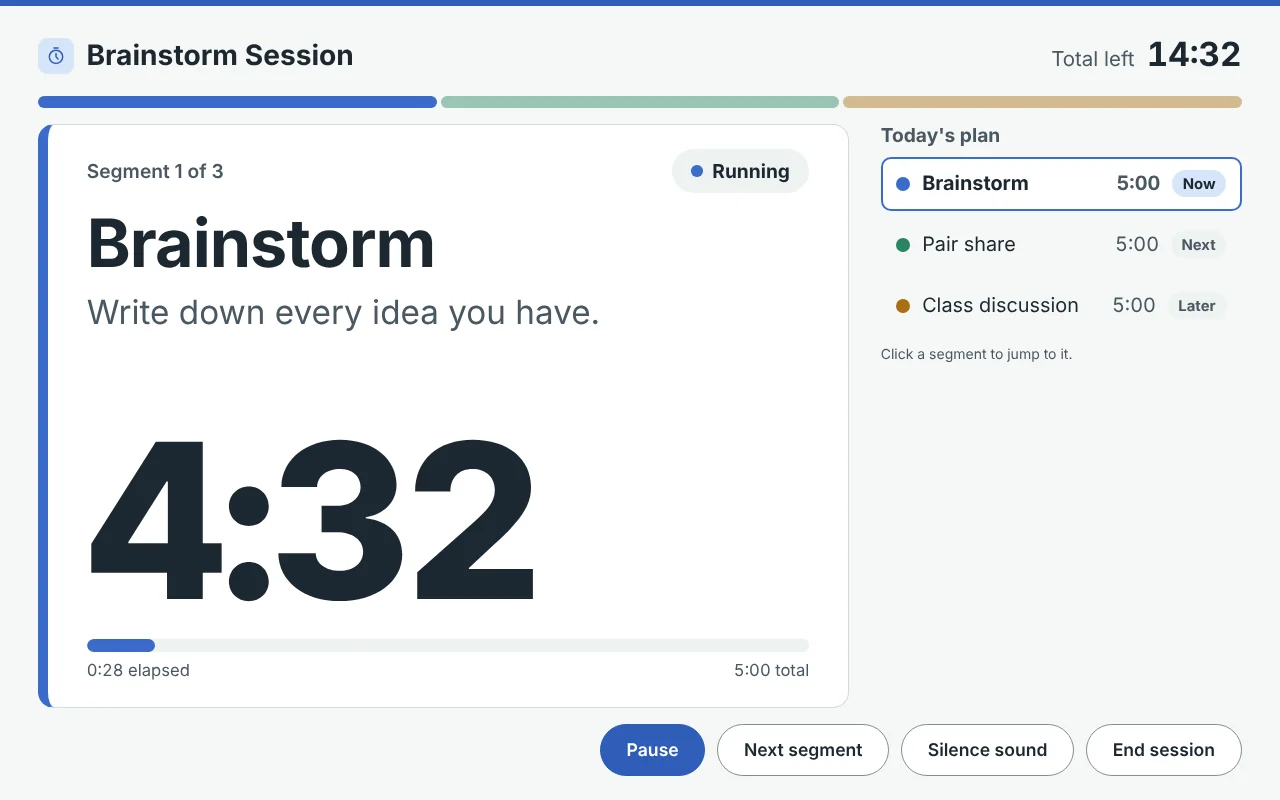 Brainstorm Session
Total left 14:32
Segment 1 of 3
Running
Brainstorm
Write down every idea you have.
4:32
0:28 elapsed
5:00 total
Today's plan
Brainstorm 5:00 Now
Pair share 5:00 Next
Class discussion 5:00 Later
Click a segment to jump to it.
Pause
Next segment
Silence sound
End session